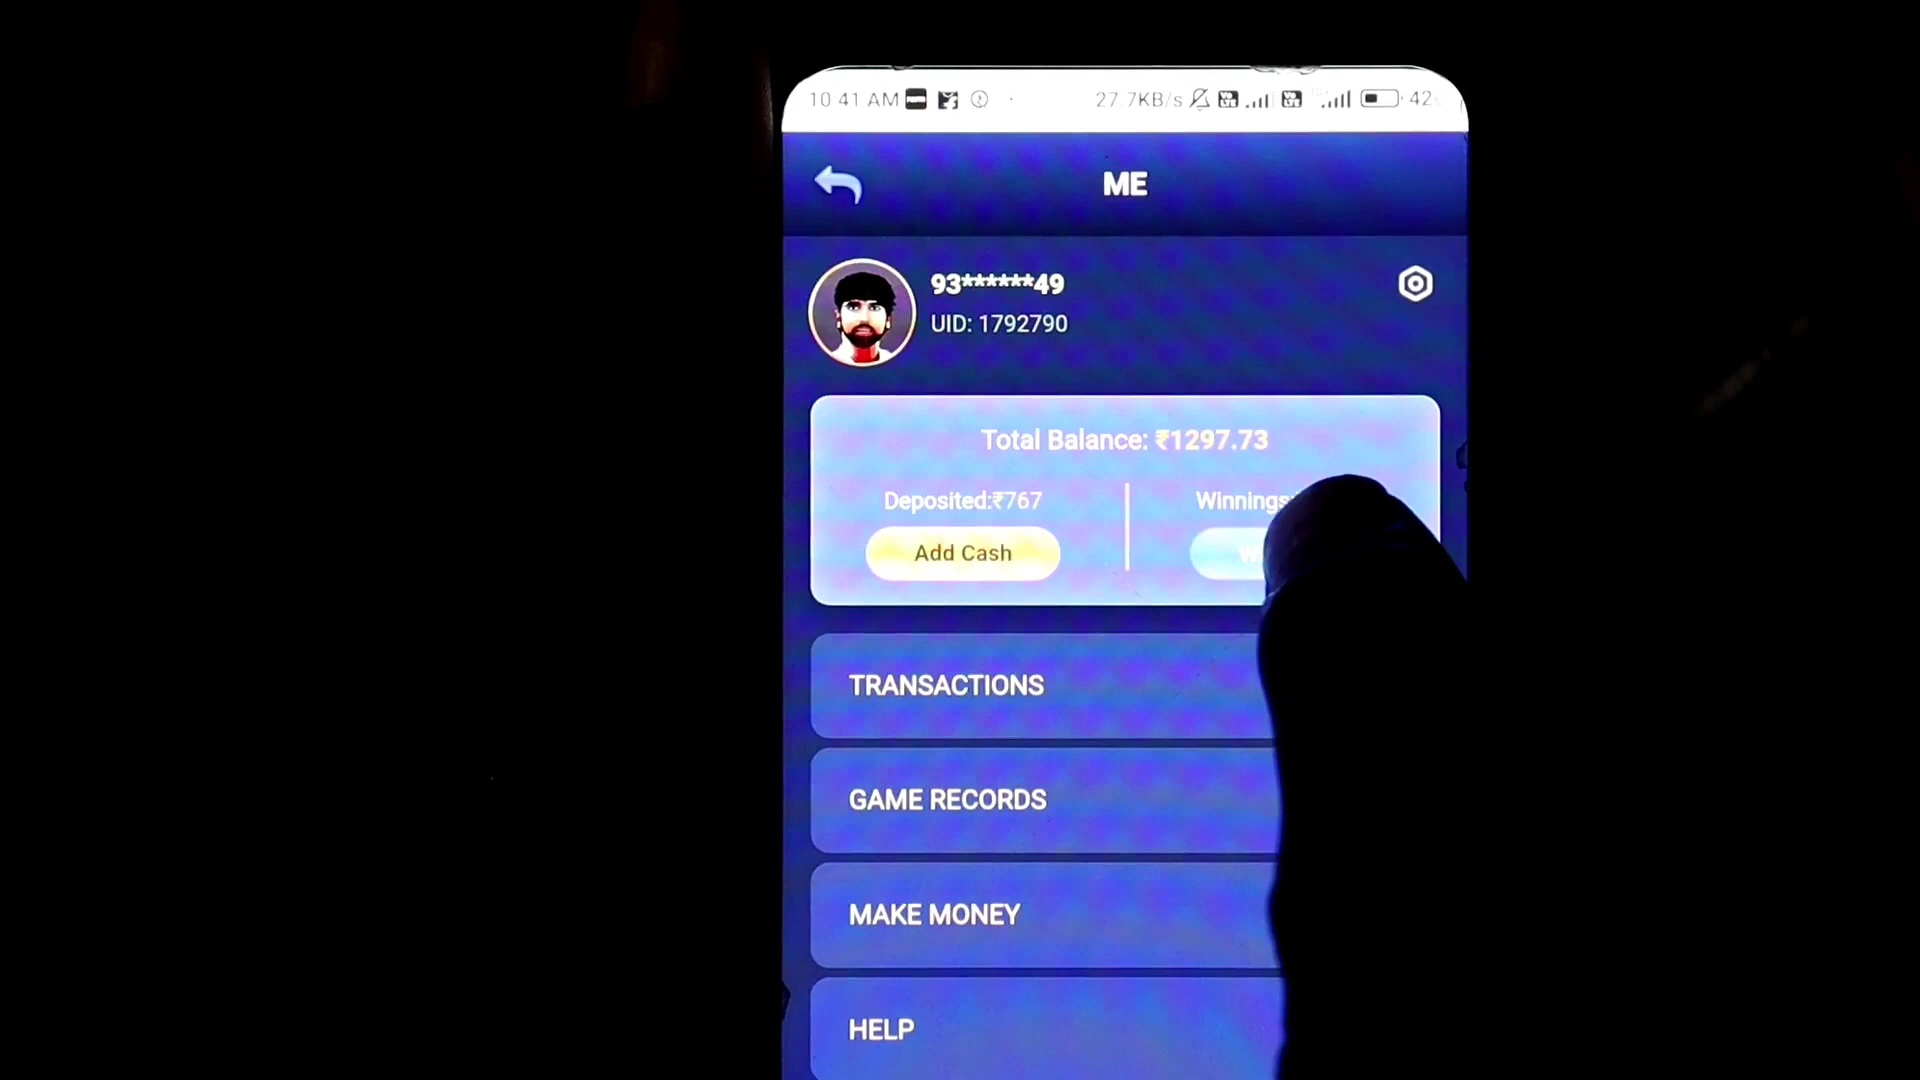 10:41 AM 27.7KB/s 42
ME
93******49
UID: 1792790
Total Balance: ₹1297.73
Deposited:₹767 Winnings:
Add Cash
TRANSACTIONS
GAME RECORDS
MAKE MONEY
HELP